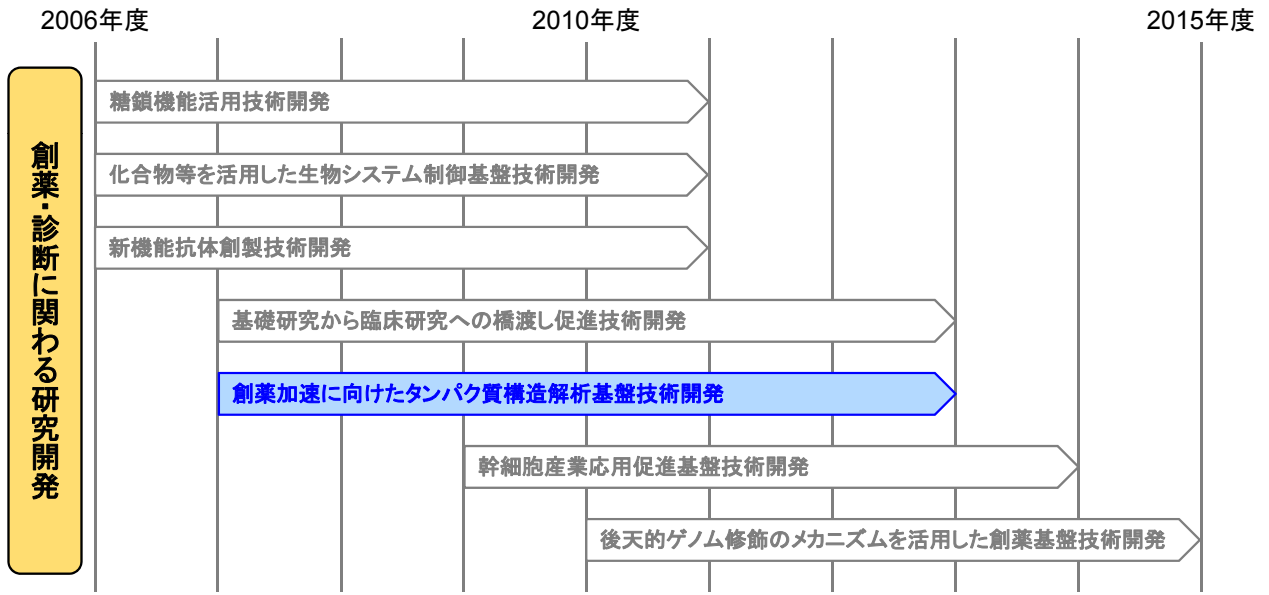 2006年度
2010年度
2015年度
創薬・診断に関わる研究開発
糖鎖機能活用技術開発
化合物等を活用した生物システム制御基盤技術開発
新機能抗体創製技術開発
基礎研究から臨床研究への橋渡し促進技術開発
創薬加速に向けたタンパク質構造解析基盤技術開発
幹細胞産業応用促進基盤技術開発
後天的ゲノム修飾のメカニズムを活用した創薬基盤技術開発